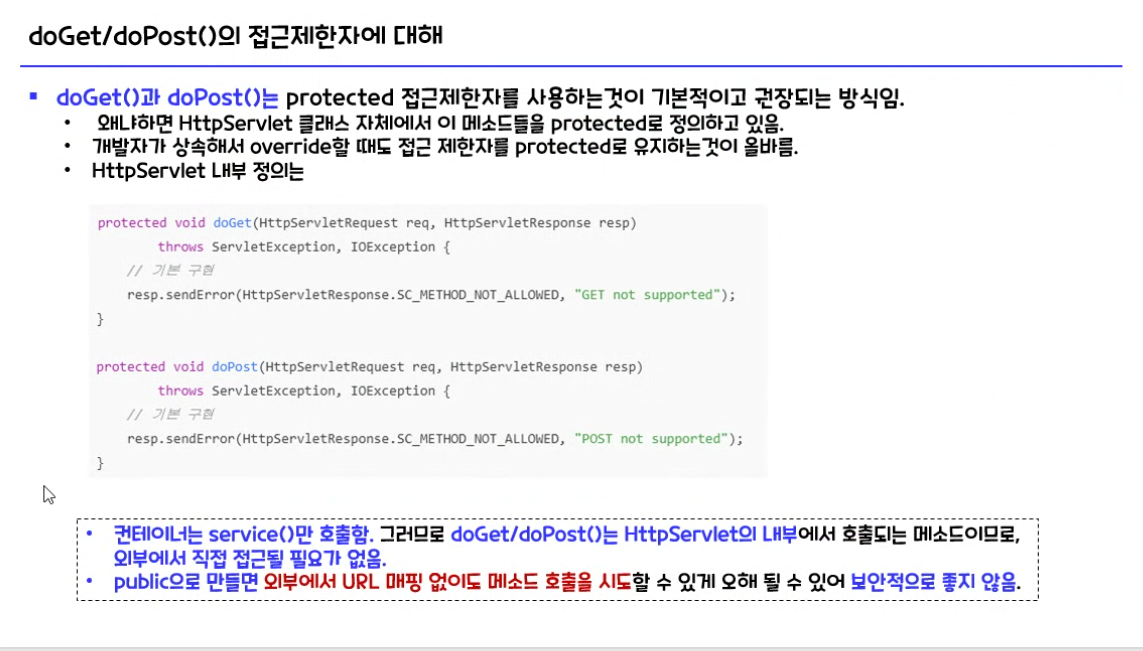 doGet/doPost()의 접근제한자에 대해
▪ doGet()과 doPost()는 protected 접근제한자를 사용하는것이 기본적이고 권장되는 방식임.
• 왜냐하면 HttpServlet 클래스 자체에서 이 메소드들을 protected로 정의하고 있음.
• 개발자가 상속해서 override할 때도 접근 제한자를 protected로 유지하는것이 올바름.
• HttpServlet 내부 정의는
protected void doGet(HttpServletRequest req, HttpServletResponse resp)
        throws ServletException, IOException {
    // 기본 구현
    resp.sendError(HttpServletResponse.SC_METHOD_NOT_ALLOWED, "GET not supported");
}
protected void doPost(HttpServletRequest req, HttpServletResponse resp)
        throws ServletException, IOException {
    // 기본 구현
    resp.sendError(HttpServletResponse.SC_METHOD_NOT_ALLOWED, "POST not supported");
}
• 컨테이너는 service()만 호출함. 그러므로 doGet/doPost()는 HttpServlet의 내부에서 호출되는 메소드이므로,
외부에서 직접 접근될 필요가 없음.
• public으로 만들면 외부에서 URL 매핑 없이도 메소드 호출을 시도할 수 있게 오해 될 수 있어 보안적으로 좋지 않음.